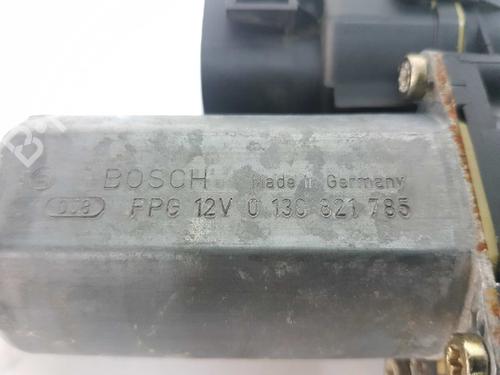 BOSCH Made in Germany
FPG 12V 0 130 821 785